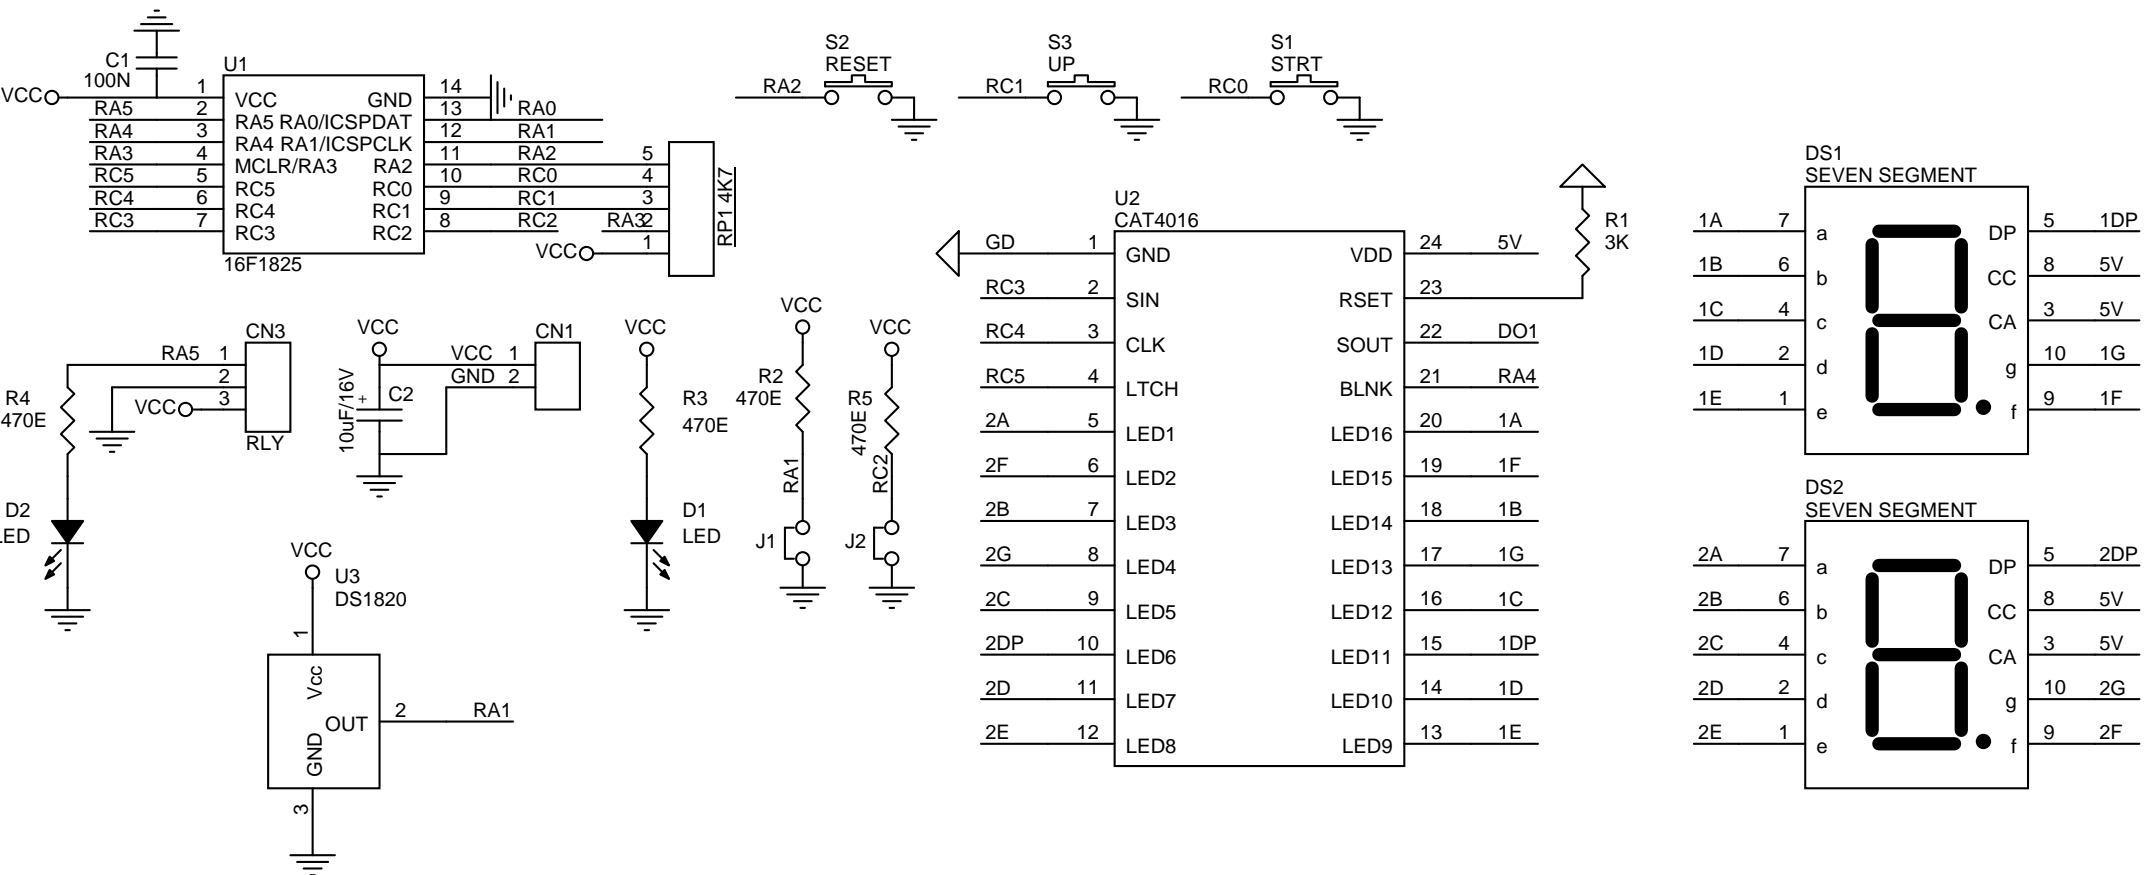 C1
100N
VCC
U1
1 VCC GND 14
RA5 2 RA5 RA0/ICSPDAT 13 RA0
RA4 3 RA4 RA1/ICSPCLK 12 RA1
RA3 4 MCLR/RA3 RA2 11 RA2 5
RC5 5 RC5 RC0 10 RC0 4
RC4 6 RC4 RC1 9 RC1 3
RC3 7 RC3 RC2 8 RC2 RA3 2
VCC 1
16F1825
RP1 4K7
S2
RESET
RA2
S3
UP
RC1
S1
STRT
RC0
CN3
RA5 1
2
VCC 3
RLY
R4
470E
D2
LED
VCC
10uF/16V
+
C2
CN1
VCC 1
GND 2
VCC
R3
470E
D1
LED
VCC
R2
470E
RA1
J1
VCC
R5
470E
RC2
J2
VCC
U3
DS1820
1
Vcc
OUT 2 RA1
GND
3
U2
CAT4016
GD 1 GND VDD 24 5V
RC3 2 SIN RSET 23
RC4 3 CLK SOUT 22 DO1
RC5 4 LTCH BLNK 21 RA4
2A 5 LED1 LED16 20 1A
2F 6 LED2 LED15 19 1F
2B 7 LED3 LED14 18 1B
2G 8 LED4 LED13 17 1G
2C 9 LED5 LED12 16 1C
2DP 10 LED6 LED11 15 1DP
2D 11 LED7 LED10 14 1D
2E 12 LED8 LED9 13 1E
R1
3K
DS1
SEVEN SEGMENT
1A 7 a DP 5 1DP
1B 6 b CC 8 5V
1C 4 c CA 3 5V
1D 2 d g 10 1G
1E 1 e f 9 1F
DS2
SEVEN SEGMENT
2A 7 a DP 5 2DP
2B 6 b CC 8 5V
2C 4 c CA 3 5V
2D 2 d g 10 2G
2E 1 e f 9 2F